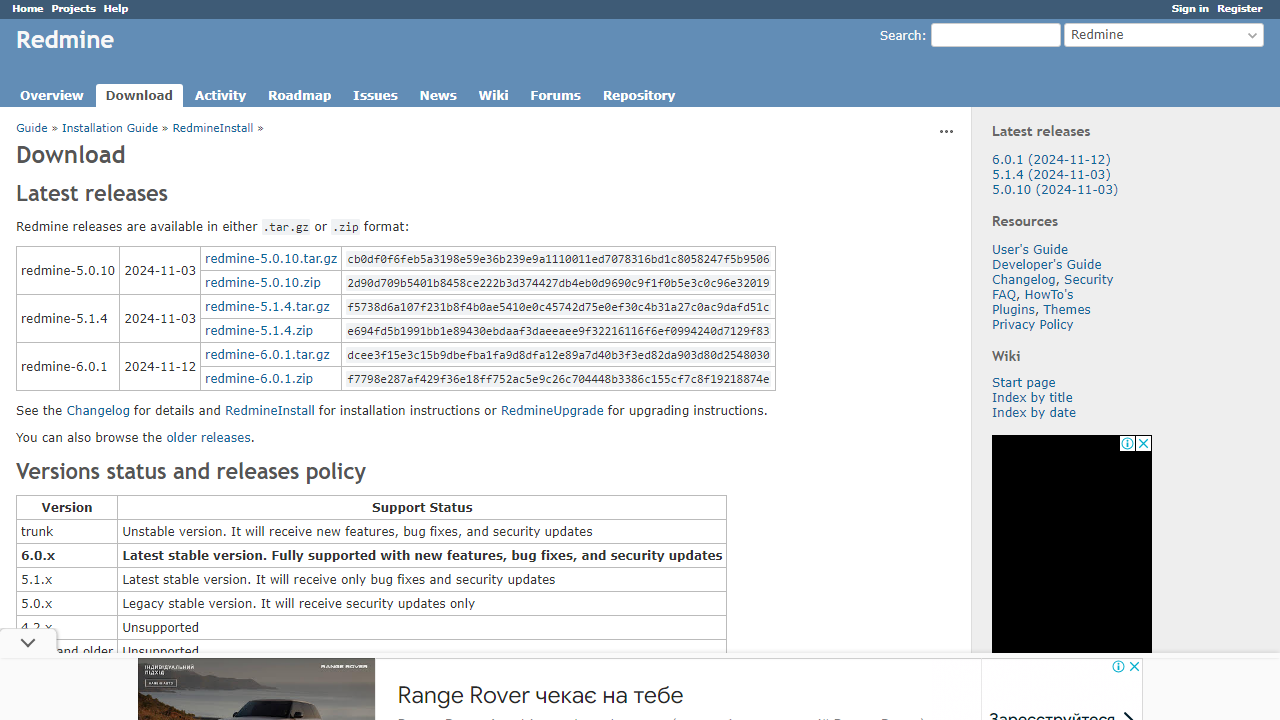 Home Projects Help
Sign in Register
Redmine
Search: Redmine
Overview Download Activity Roadmap Issues News Wiki Forums Repository
Guide » Installation Guide » RedmineInstall »
Download
Latest releases
Redmine releases are available in either .tar.gz or .zip format:
redmine-5.0.10 2024-11-03 redmine-5.0.10.tar.gz cb0df0f6feb5a3198e59e36b239e9a1110011ed7078316bd1c8058247f5b9506
redmine-5.0.10.zip 2d90d709b5401b8458ce222b3d374427db4eb0d9690c9f1f0b5e3c0c96e32019
redmine-5.1.4 2024-11-03 redmine-5.1.4.tar.gz f5738d6a107f231b8f4b0ae5410e0c45742d75e0ef30c4b31a27c0ac9dafd51c
redmine-5.1.4.zip e694fd5b1991bb1e89430ebdaaf3daeeaee9f32216116f6ef0994240d7129f83
redmine-6.0.1 2024-11-12 redmine-6.0.1.tar.gz dcee3f15e3c15b9dbefba1fa9d8dfa12e89a7d40b3f3ed82da903d80d2548030
redmine-6.0.1.zip f7798e287af429f36e18ff752ac5e9c26c704448b3386c155cf7c8f19218874e
See the Changelog for details and RedmineInstall for installation instructions or RedmineUpgrade for upgrading instructions.
You can also browse the older releases.
Versions status and releases policy
Version Support Status
trunk Unstable version. It will receive new features, bug fixes, and security updates
6.0.x Latest stable version. Fully supported with new features, bug fixes, and security updates
5.1.x Latest stable version. It will receive only bug fixes and security updates
5.0.x Legacy stable version. It will receive security updates only
4.2.x Unsupported
and older Unsupported
Latest releases
6.0.1 (2024-11-12)
5.1.4 (2024-11-03)
5.0.10 (2024-11-03)
Resources
User's Guide
Developer's Guide
Changelog, Security
FAQ, HowTo's
Plugins, Themes
Privacy Policy
Wiki
Start page
Index by title
Index by date
ІНДИВІДУАЛЬНИЙ
ПІДХІД
RANGE ROVER
Range Rover чекає на тебе
Зареєструйтеся